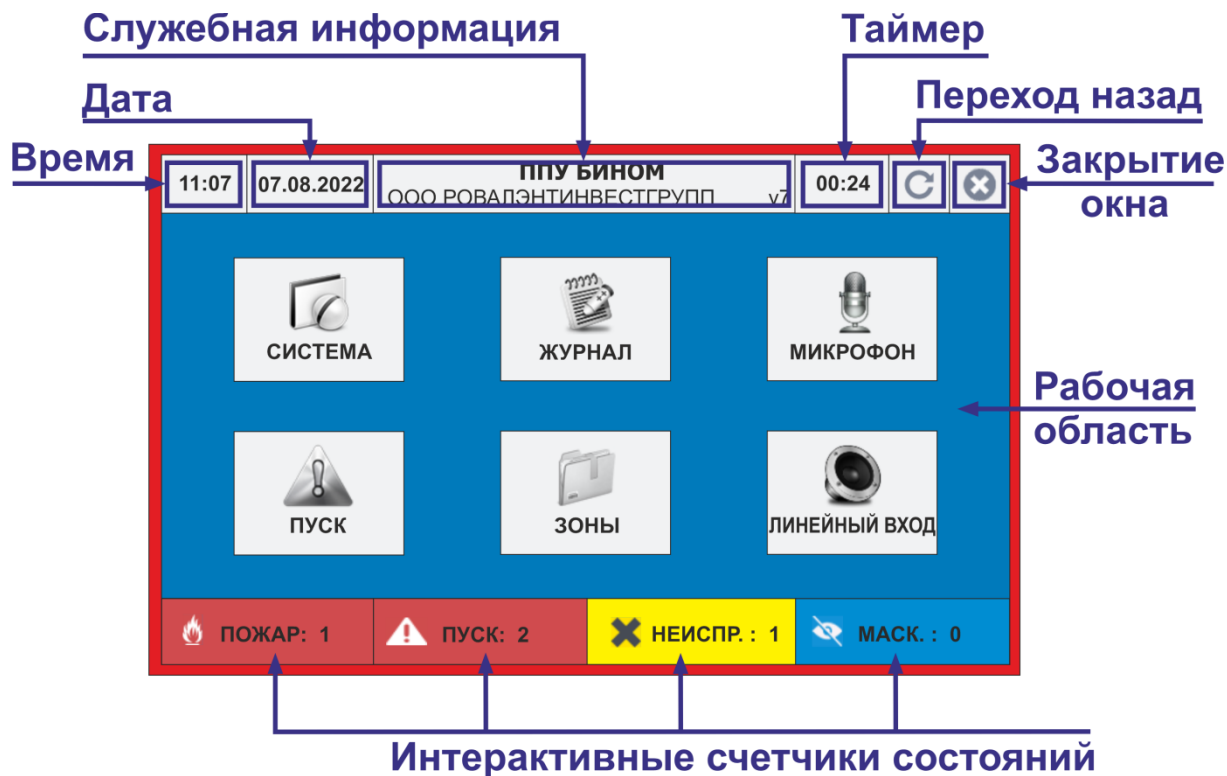 Служебная информация
Таймер
Дата
Переход назад
Время
Закрытие
окна
11:07
07.08.2022
ППУ БИНОМ
ООО РОВАЛЭНТИНВЕСТГРУПП v7
00:24
СИСТЕМА
ЖУРНАЛ
МИКРОФОН
Рабочая
область
ПУСК
ЗОНЫ
ЛИНЕЙНЫЙ ВХОД
ПОЖАР: 1
ПУСК: 2
НЕИСПР. : 1
МАСК. : 0
Интерактивные счетчики состояний